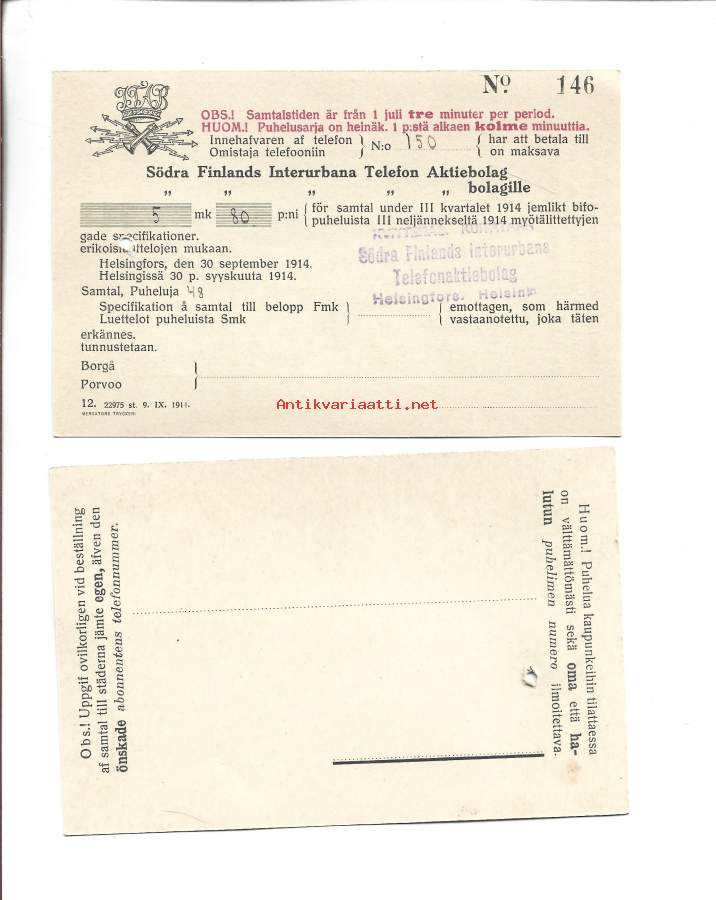 Nº 146
OBS.! Samtalstiden är från 1 juli tre minuter per period.
HUOM.! Puhelusarja on heinäk. 1 p:stä alkaen kolme minuuttia.
Innehafvaren af telefon } N:o 150 { har att betala till
Omistaja telefooniin } { on maksava
Södra Finlands Interurbana Telefon Aktiebolag
„ „ „ „ „ bolagille
5 mk 80 p:ni { för samtal under III kvartalet 1914 jemlikt bifo-
puheluista III neljännekseltä 1914 myötälittettyjen
gade specifikationer.
erikoisluettelojen mukaan.
KVITTERAS. KUITATAAN
Södra Finlands Interurbana
Telefonaktiebolag
Helsingfors. Helsinki
Helsingfors, den 30 september 1914.
Helsingissä 30 p. syyskuuta 1914.
Samtal, Puheluja 48
Specifikation å samtal till belopp Fmk } { emottagen, som härmed
Luettelot puheluista Smk } { vastaanotettu, joka täten
erkännes.
tunnustetaan.
Borgå
Porvoo
12. 22975 st. 9. IX. 1914.
MERCATORS TRYCKERI
Antikvariaatti.net
Obs.! Uppgif ovilkorligen vid beställning
af samtal till städerna jämte egen, äfven den
önskade abonnentens telefonnummer.
Huom.! Puhelua kaupunkeihin tilattaessa
on välttämättömästi sekä oma että ha-
lutun puhelimen numero ilmoitettava.